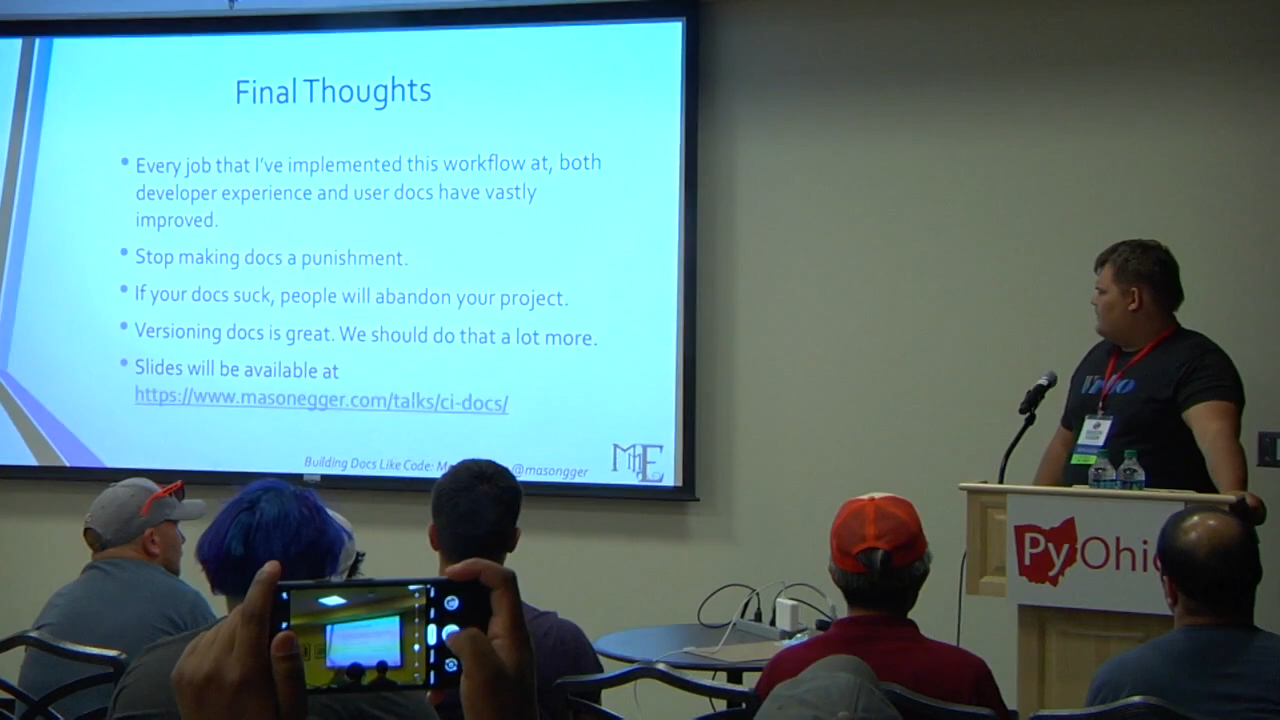 Final Thoughts
• Every job that I've implemented this workflow at, both
developer experience and user docs have vastly
improved.
• Stop making docs a punishment.
• If your docs suck, people will abandon your project.
• Versioning docs is great. We should do that a lot more.
• Slides will be available at
https://www.masonegger.com/talks/ci-docs/
Building Docs Like Code: @masongger
PyOhi